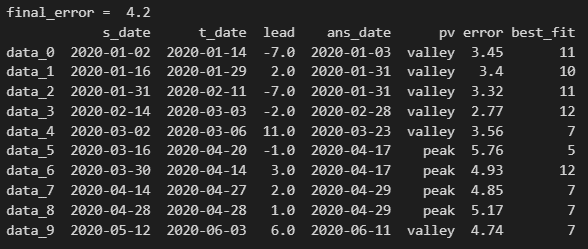 final_error =  4.2
            s_date      t_date  lead    ans_date      pv error best_fit
data_0  2020-01-02  2020-01-14  -7.0  2020-01-03  valley  3.45       11
data_1  2020-01-16  2020-01-29   2.0  2020-01-31  valley   3.4       10
data_2  2020-01-31  2020-02-11  -7.0  2020-01-31  valley  3.32       11
data_3  2020-02-14  2020-03-03  -2.0  2020-02-28  valley  2.77       12
data_4  2020-03-02  2020-03-06  11.0  2020-03-23  valley  3.56        7
data_5  2020-03-16  2020-04-20  -1.0  2020-04-17    peak  5.76        5
data_6  2020-03-30  2020-04-14   3.0  2020-04-17    peak  4.93       12
data_7  2020-04-14  2020-04-27   2.0  2020-04-29    peak  4.85        7
data_8  2020-04-28  2020-04-28   1.0  2020-04-29    peak  5.17        7
data_9  2020-05-12  2020-06-03   6.0  2020-06-11  valley  4.74        7